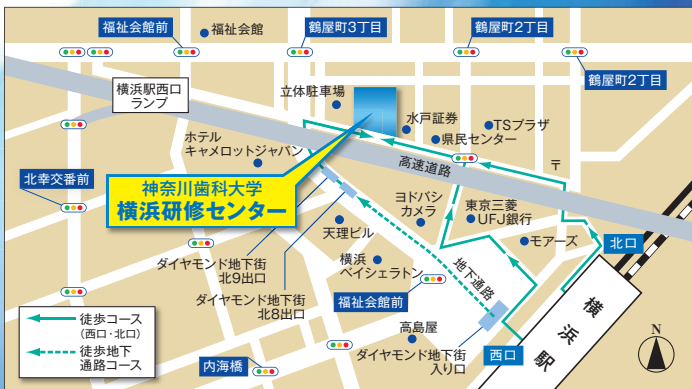 福祉会館前
福祉会館
鶴屋町3丁目
鶴屋町2丁目
鶴屋町2丁目
横浜駅西口
ランプ
立体駐車場
水戸証券
TSプラザ
県民センター
ホテル
キャメロットジャパン
高速道路
〒
北幸交番前
神奈川歯科大学
横浜研修センター
ヨドバシ
カメラ
東京三菱
UFJ銀行
天理ビル
モアーズ
北口
ダイヤモンド地下街
北9出口
横浜
ベイシェラトン
地下通路
ダイヤモンド地下街
北8出口
福祉会館前
横浜駅
徒歩コース
(西口・北口)
徒歩地下
通路コース
高島屋
ダイヤモンド地下街
入り口
西口
内海橋
N